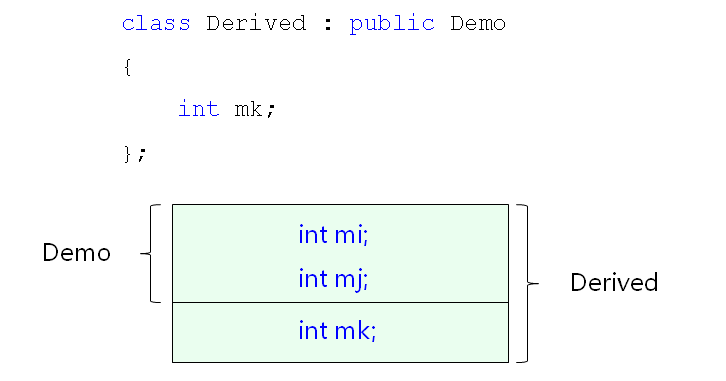 class Derived : public Demo
{
int mk;
};
int mi;
Demo
int mj;
Derived
int mk;